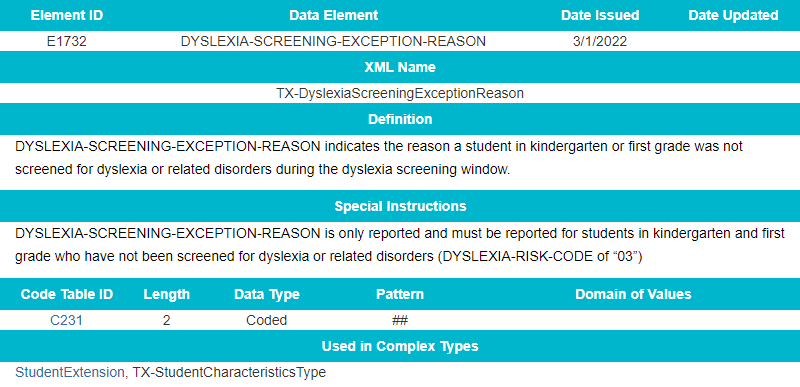 Element ID Data Element Date Issued Date Updated
E1732 DYSLEXIA-SCREENING-EXCEPTION-REASON 3/1/2022
XML Name
TX-DyslexiaScreeningExceptionReason
Definition
DYSLEXIA-SCREENING-EXCEPTION-REASON indicates the reason a student in kindergarten or first grade was not
screened for dyslexia or related disorders during the dyslexia screening window.
Special Instructions
DYSLEXIA-SCREENING-EXCEPTION-REASON is only reported and must be reported for students in kindergarten and first
grade who have not been screened for dyslexia or related disorders (DYSLEXIA-RISK-CODE of “03”)
Code Table ID Length Data Type Pattern Domain of Values
C231 2 Coded ##
Used in Complex Types
StudentExtension, TX-StudentCharacteristicsType